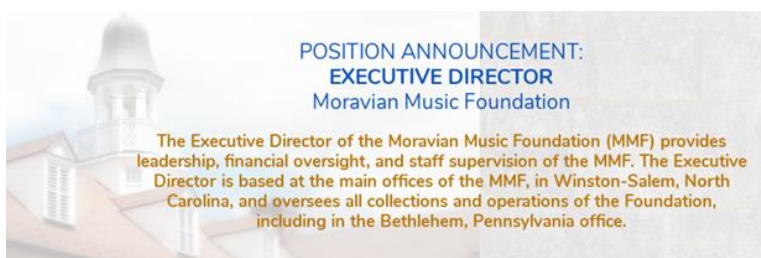 POSITION ANNOUNCEMENT:
EXECUTIVE DIRECTOR
Moravian Music Foundation
The Executive Director of the Moravian Music Foundation (MMF) provides
leadership, financial oversight, and staff supervision of the MMF. The Executive
Director is based at the main offices of the MMF, in Winston-Salem, North
Carolina, and oversees all collections and operations of the Foundation,
including in the Bethlehem, Pennsylvania office.